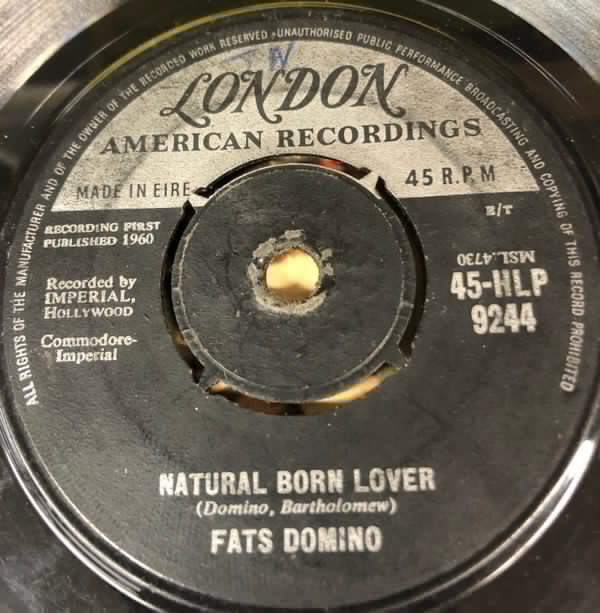 ALL RIGHTS OF THE MANUFACTURER AND OF THE OWNER OF THE RECORDED WORK RESERVED • UNAUTHORISED PUBLIC PERFORMANCE BROADCASTING AND COPYING OF THIS RECORD PROHIBITED
LONDON
AMERICAN RECORDINGS
MADE IN EIRE
45 R.P.M
RECORDING FIRST
PUBLISHED 1960
E/T
MSL.4730
Recorded by
IMPERIAL,
HOLLYWOOD
45-HLP
9244
Commodore-
Imperial
NATURAL BORN LOVER
(Domino, Bartholomew)
FATS DOMINO